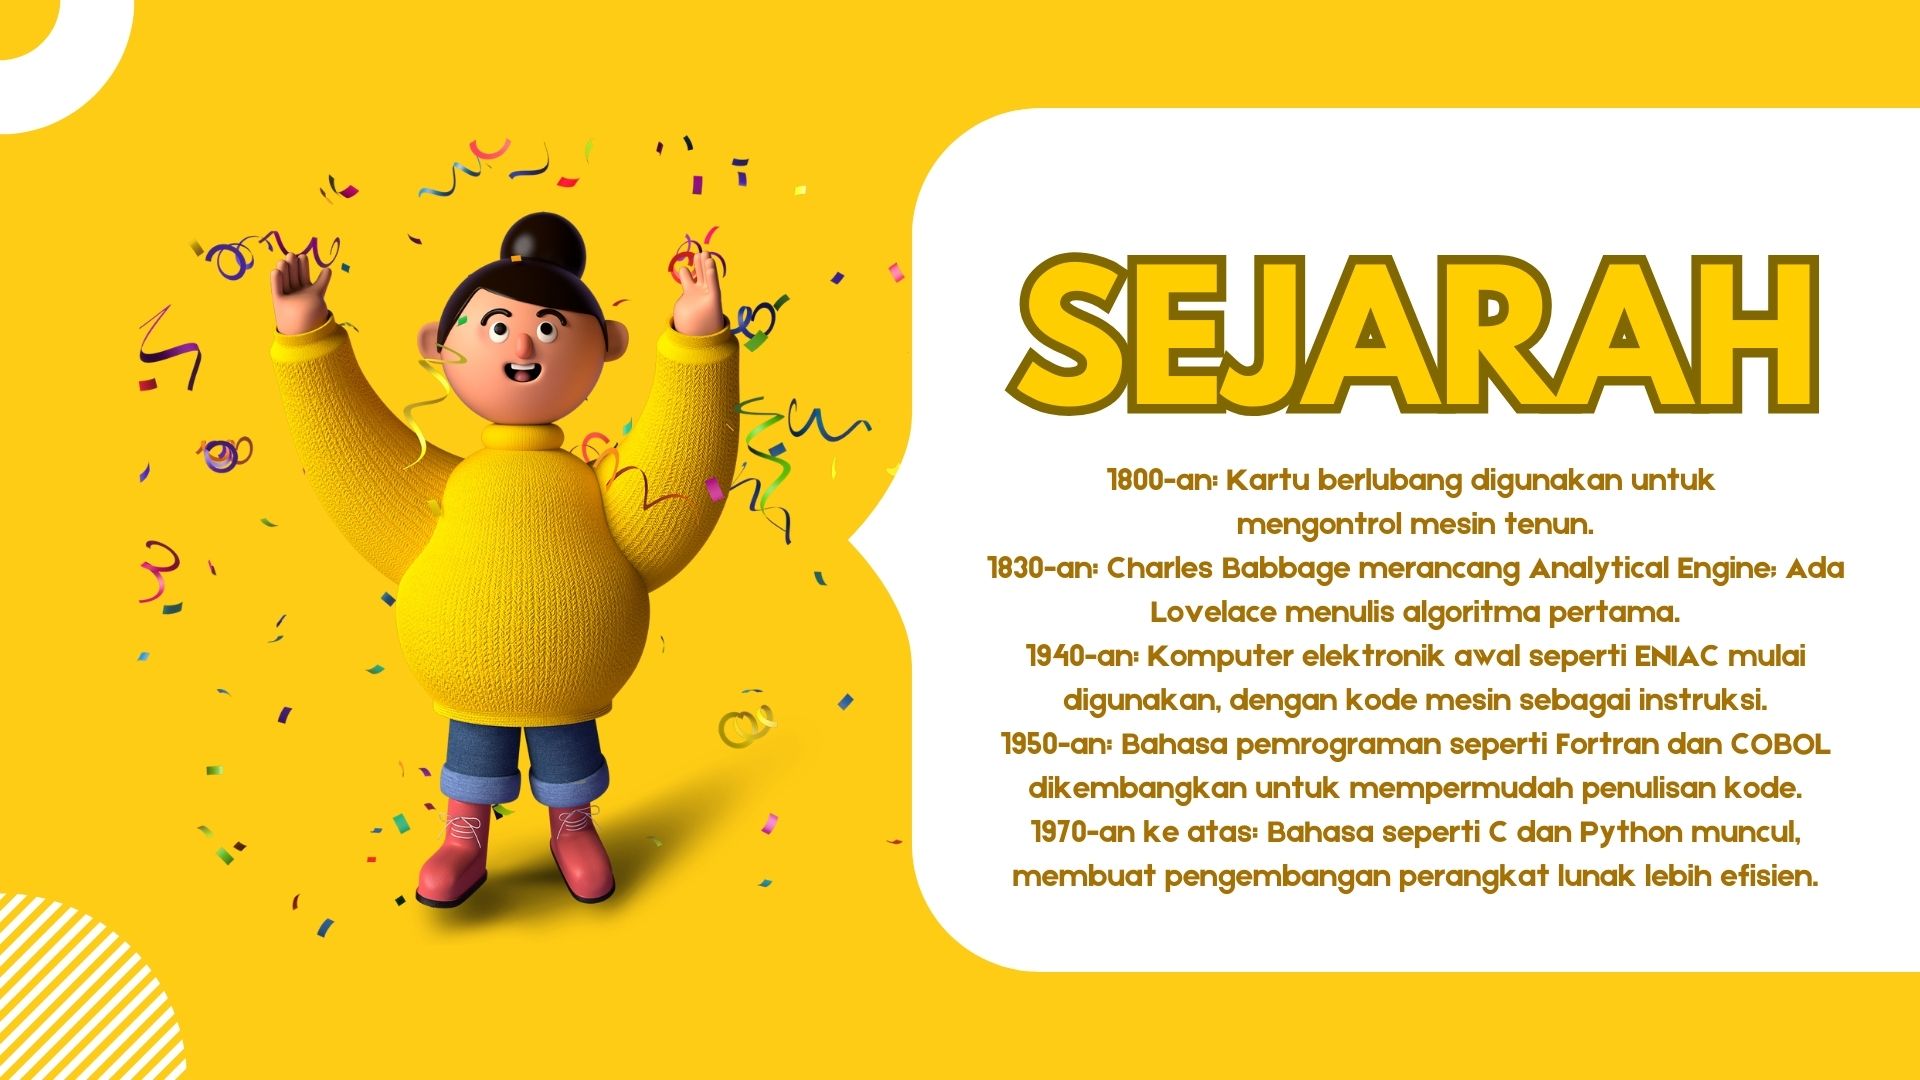 SEJARAH
1800-an: Kartu berlubang digunakan untuk
mengontrol mesin tenun.
1830-an: Charles Babbage merancang Analytical Engine; Ada
Lovelace menulis algoritma pertama.
1940-an: Komputer elektronik awal seperti ENIAC mulai
digunakan, dengan kode mesin sebagai instruksi.
1950-an: Bahasa pemrograman seperti Fortran dan COBOL
dikembangkan untuk mempermudah penulisan kode.
1970-an ke atas: Bahasa seperti C dan Python muncul,
membuat pengembangan perangkat lunak lebih efisien.